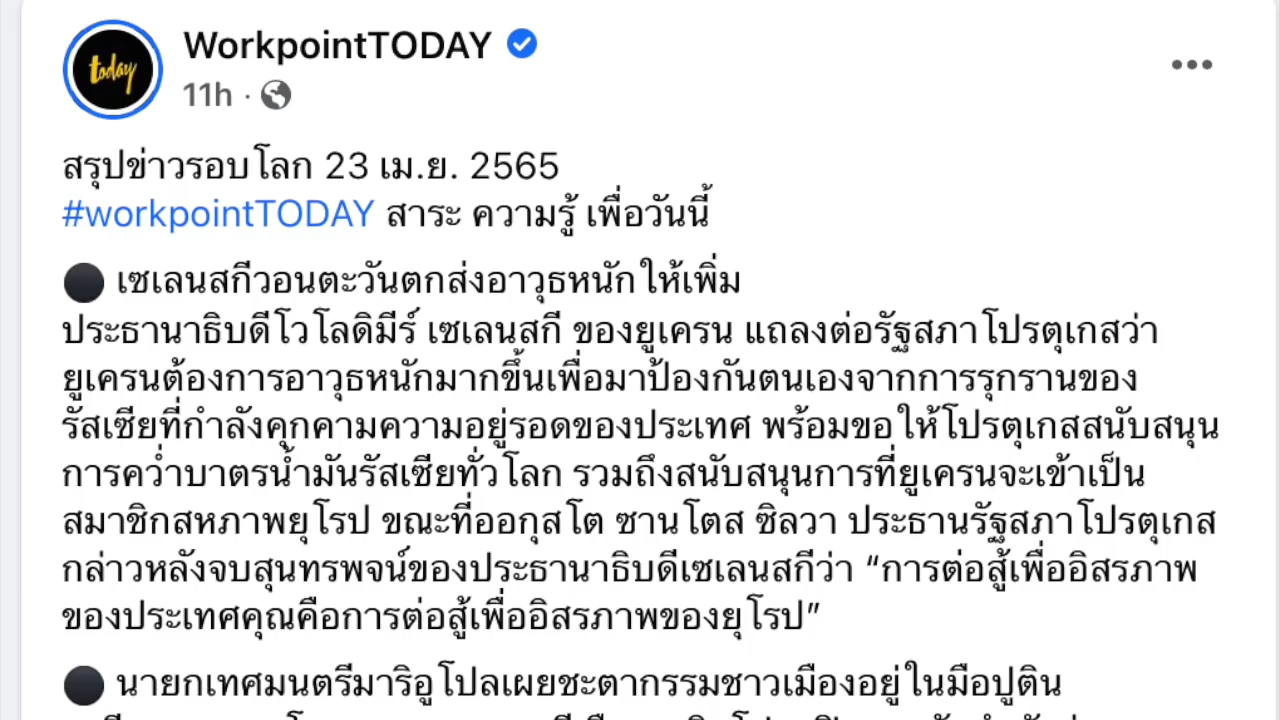 today
WorkpointTODAY
11h ·
สรุปข่าวรอบโลก 23 เม.ย. 2565
#workpointTODAY สาระ ความรู้ เพื่อวันนี้
เซเลนสกีวอนตะวันตกส่งอาวุธหนักให้เพิ่ม
ประธานาธิบดีโวโลดิมีร์ เซเลนสกี ของยูเครน แถลงต่อรัฐสภาโปรตุเกสว่า
ยูเครนต้องการอาวุธหนักมากขึ้นเพื่อมาป้องกันตนเองจากการรุกรานของ
รัสเซียที่กำลังคุกคามความอยู่รอดของประเทศ พร้อมขอให้โปรตุเกสสนับสนุน
การคว่ำบาตรน้ำมันรัสเซียทั่วโลก รวมถึงสนับสนุนการที่ยูเครนจะเข้าเป็น
สมาชิกสหภาพยุโรป ขณะที่ออกุสโต ซานโตส ซิลวา ประธานรัฐสภาโปรตุเกส
กล่าวหลังจบสุนทรพจน์ของประธานาธิบดีเซเลนสกีว่า “การต่อสู้เพื่ออิสรภาพ
ของประเทศคุณคือการต่อสู้เพื่ออิสรภาพของยุโรป”
นายกเทศมนตรีมาริอูโปลเผยชะตากรรมชาวเมืองอยู่ในมือปูติน